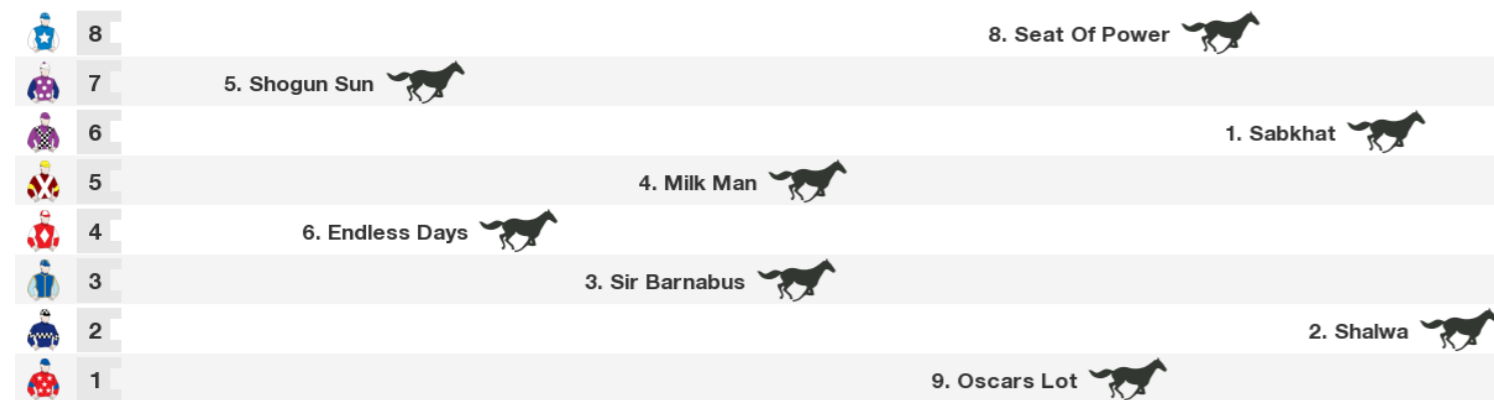 8 8. Seat Of Power
7 5. Shogun Sun
6 1. Sabkhat
5 4. Milk Man
4 6. Endless Days
3 3. Sir Barnabus
2 2. Shalwa
1 9. Oscars Lot